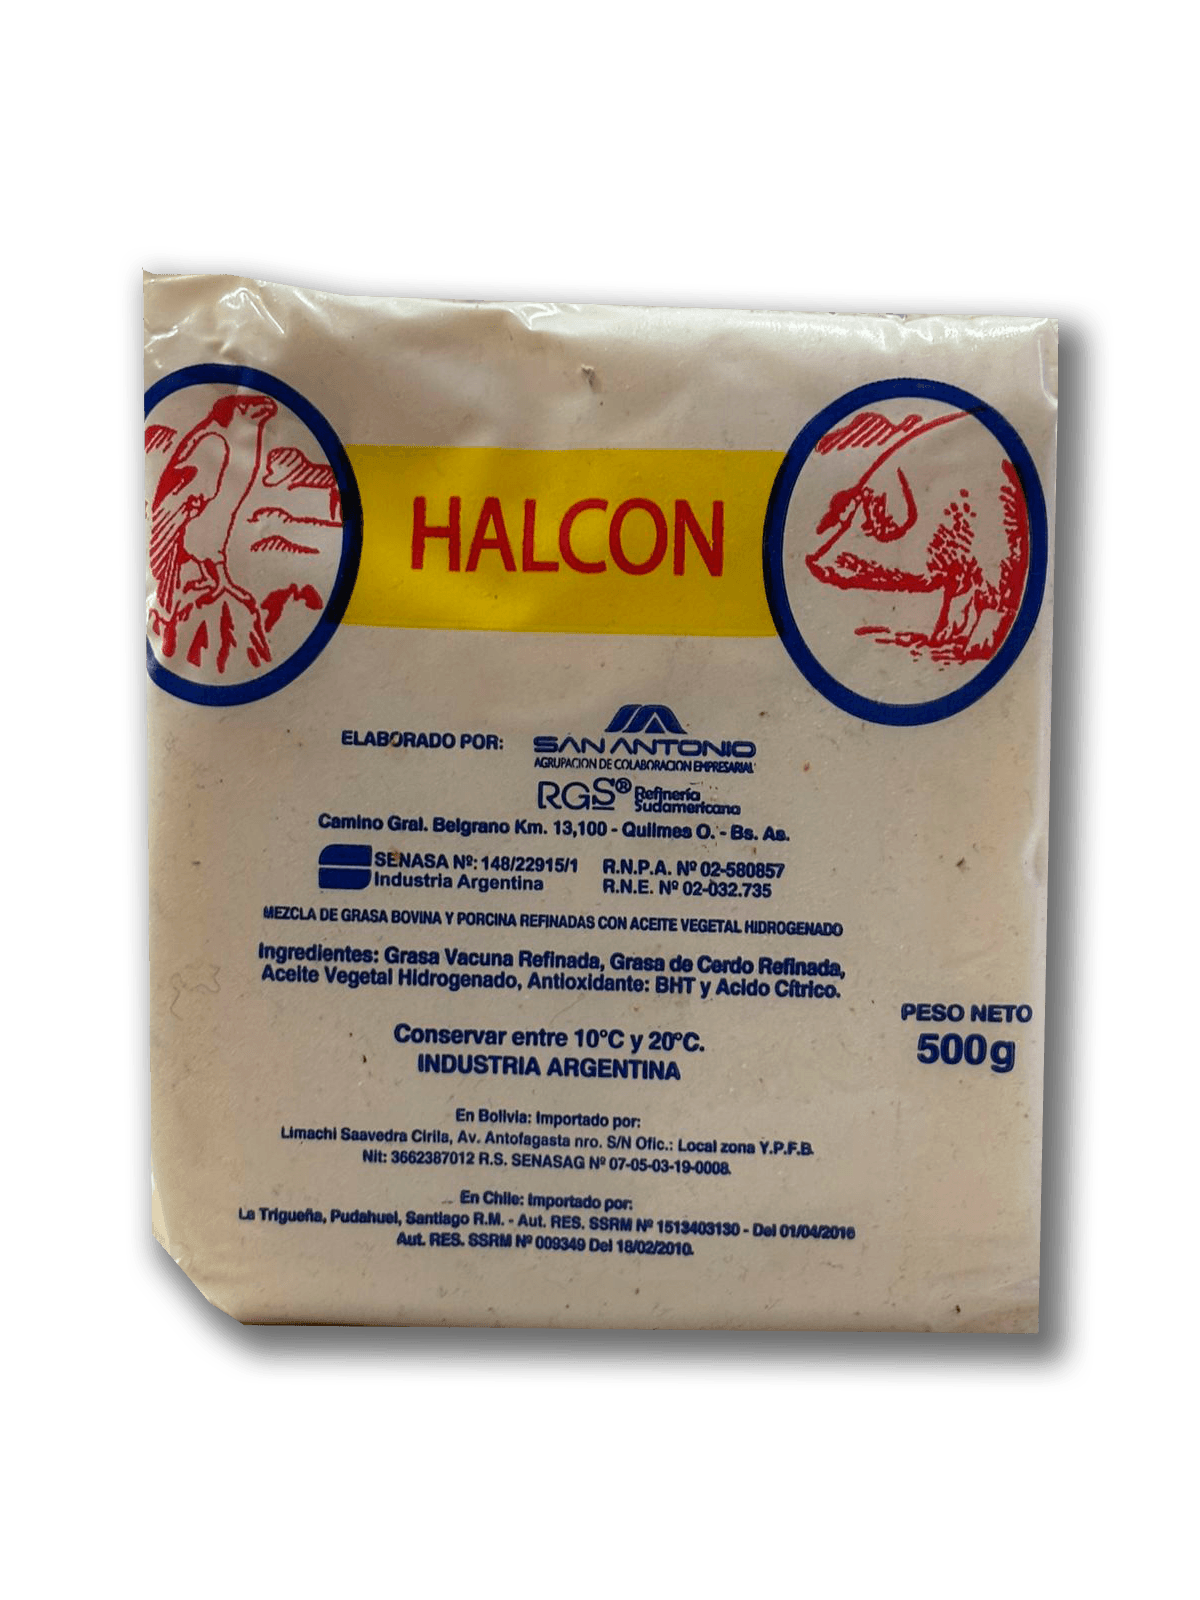 HALCON
ELABORADO POR:
SAN ANTONIO
AGRUPACION DE COLABORACION EMPRESARIAL
RGS® Refinería
Sudamericana
Camino Gral. Belgrano Km. 13,100 - Quilmes O. - Bs. As.
SENASA Nº: 148/22915/1 R.N.P.A. Nº 02-580857
Industria Argentina R.N.E. Nº 02-032.735
MEZCLA DE GRASA BOVINA Y PORCINA REFINADAS CON ACEITE VEGETAL HIDROGENADO
Ingredientes: Grasa Vacuna Refinada, Grasa de Cerdo Refinada,
Aceite Vegetal Hidrogenado, Antioxidante: BHT y Acido Cítrico.
PESO NETO
500g
Conservar entre 10ºC y 20ºC.
INDUSTRIA ARGENTINA
En Bolivia: Importado por:
Limachi Saavedra Cirila, Av. Antofagasta nro. S/N Ofic.: Local zona Y.P.F.B.
Nit: 3662387012 R.S. SENASAG Nº 07-05-03-19-0008.
En Chile: Importado por:
La Trigueña, Pudahuel, Santiago R.M. - Aut. RES. SSRM Nº 1513403130 - Del 01/04/2016
Aut. RES. SSRM Nº 009349 Del 18/02/2010.